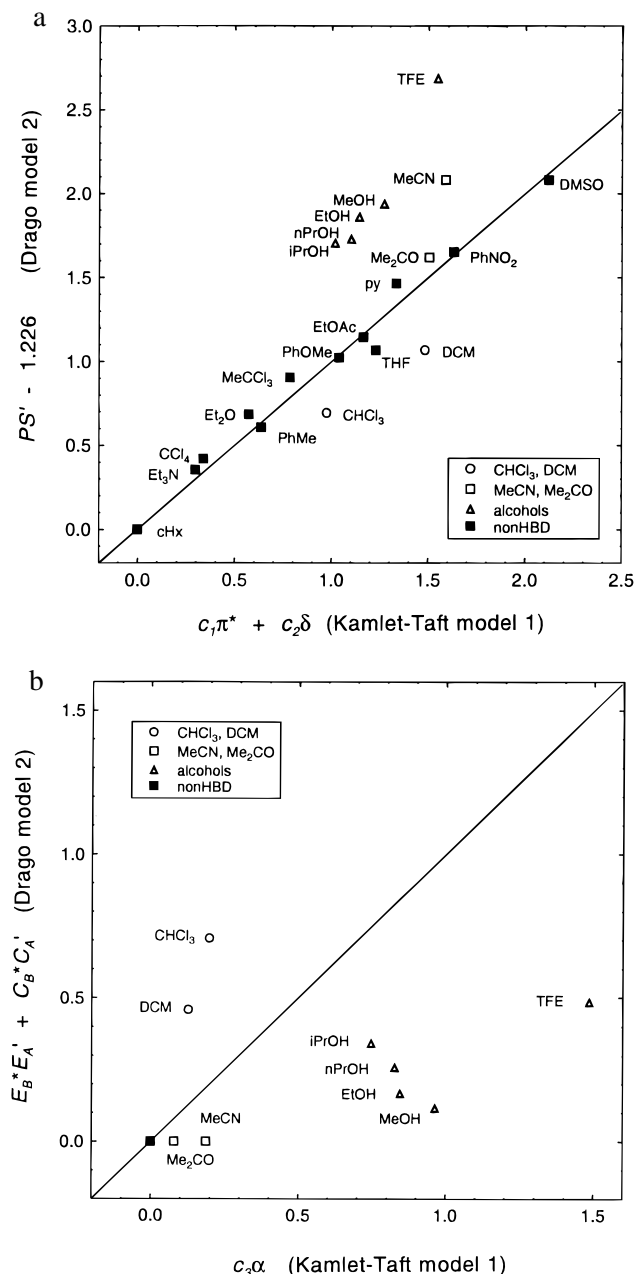 a
3.0
TFE
2.5
MeCN
DMSO
2.0
MeOH
EtOH
nPrOH
iPrOH
Me₂CO
PhNO₂
py
1.5
EtOAc
PhOMe
THF
DCM
1.0
MeCCl₃
Et₂O
PhMe
CHCl₃
0.5
CCl₄
Et₃N
CHCl₃, DCM
MeCN, Me₂CO
alcohols
nonHBD
0.0
cHx
PS' - 1.226 (Drago model 2)
0.0 0.5 1.0 1.5 2.0 2.5
c₁π* + c₂δ (Kamlet-Taft model 1)
b
1.5
CHCl₃, DCM
MeCN, Me₂CO
alcohols
nonHBD
1.0
CHCl₃
0.5
DCM
TFE
iPrOH
nPrOH
EtOH
MeOH
MeCN
0.0
Me₂CO
E_B*E_A' + C_B*C_A' (Drago model 2)
0.0 0.5 1.0 1.5
c₃α (Kamlet-Taft model 1)